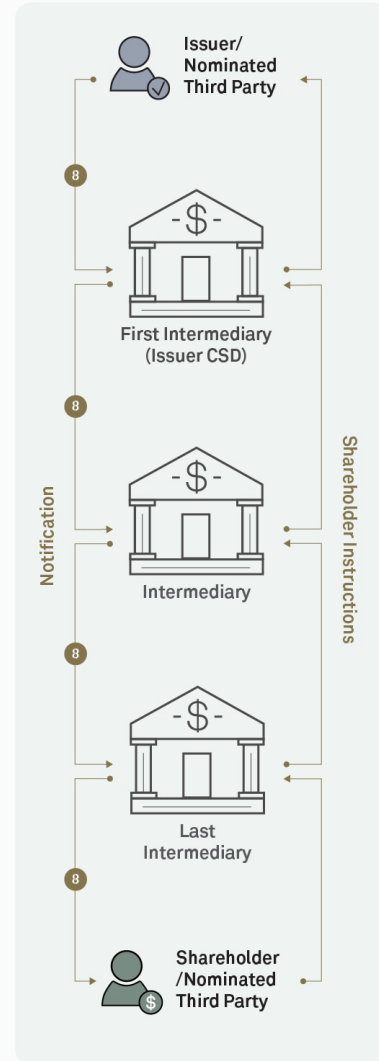 Issuer/
Nominated
Third Party
8
$
First Intermediary
(Issuer CSD)
8
Notification
Shareholder Instructions
$
Intermediary
8
$
Last
Intermediary
8
$
Shareholder
/Nominated
Third Party